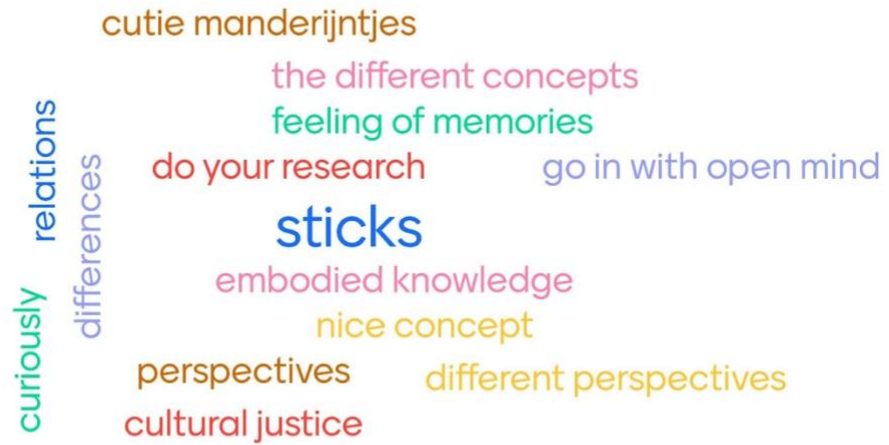 cutie manderijntjes
the different concepts
feeling of memories
relations
do your research
go in with open mind
differences
sticks
embodied knowledge
curiously
nice concept
perspectives
different perspectives
cultural justice